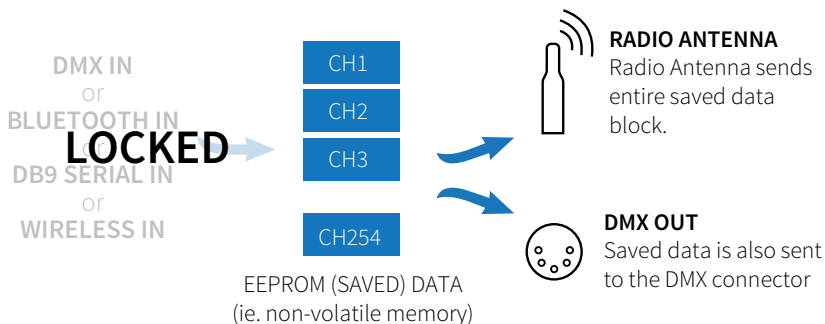 DMX IN
or
BLUETOOTH IN
or
DB9 SERIAL IN
or
WIRELESS IN
LOCKED
CH1
CH2
CH3
CH254
EEPROM (SAVED) DATA
(ie. non-volatile memory)
RADIO ANTENNA
Radio Antenna sends
entire saved data
block.
DMX OUT
Saved data is also sent
to the DMX connector